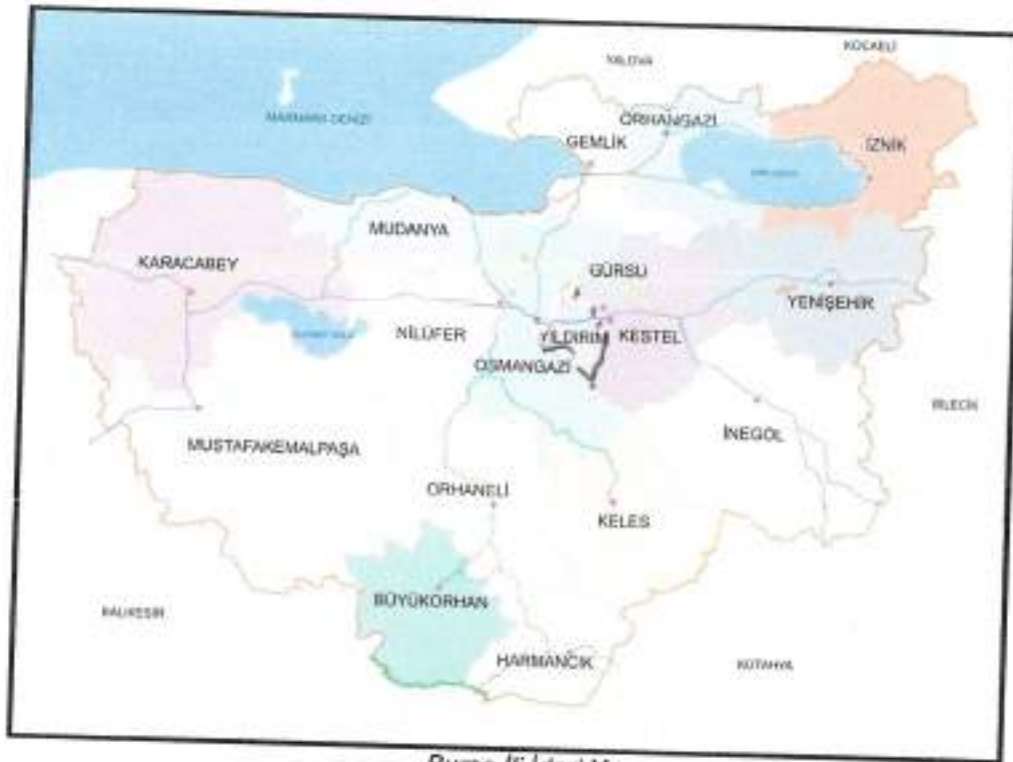 KOCAELİ
YALOVA
MARMARA DENİZİ
ORHANGAZİ
GEMLİK
İZNİK
MUDANYA
KARACABEY
GÜRSU
YENİŞEHİR
NİLÜFER
YILDIRIM
KESTEL
OSMANGAZİ
BİLECİK
İNEGÖL
MUSTAFAKEMALPAŞA
ORHANELİ
KELES
BALIKESİR
BÜYÜKORHAN
HARMANCIK
KÜTAHYA
Bursa İli İdari